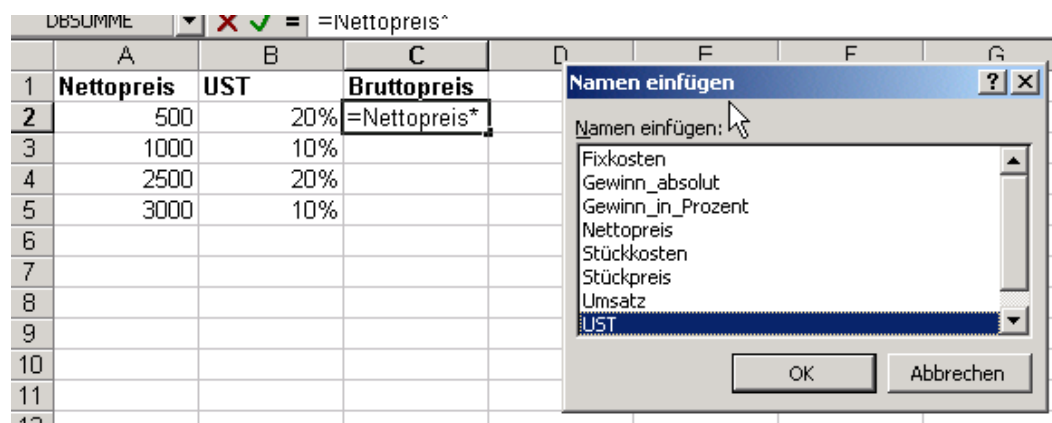 DBSUMME = =Nettopreis*
A B C D E F G
1 Nettopreis UST Bruttopreis
2 500 20% =Nettopreis*
3 1000 10%
4 2500 20%
5 3000 10%
6
7
8
9
10
11
12
Namen einfügen
Namen einfügen:
Fixkosten
Gewinn_absolut
Gewinn_in_Prozent
Nettopreis
Stückkosten
Stückpreis
Umsatz
UST
OK Abbrechen